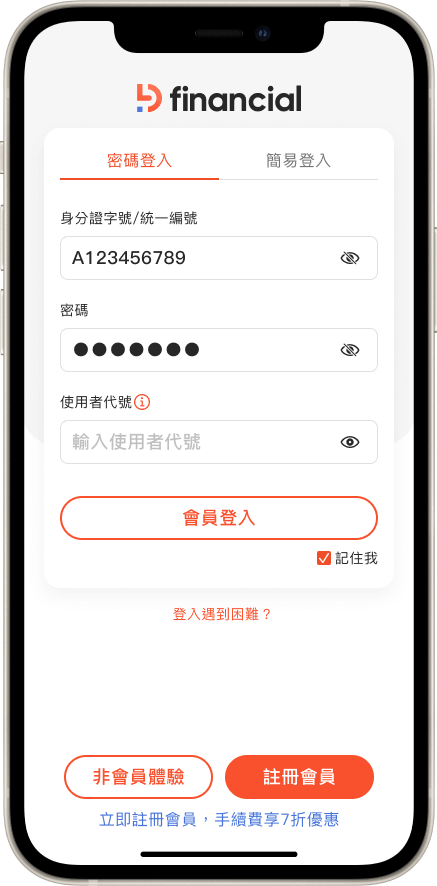 financial
密碼登入 簡易登入
身分證字號/統一編號
A123456789
密碼
●●●●●●●
使用者代號
輸入使用者代號
會員登入
記住我
登入遇到困難？
非會員體驗 註冊會員
立即註冊會員，手續費享7折優惠